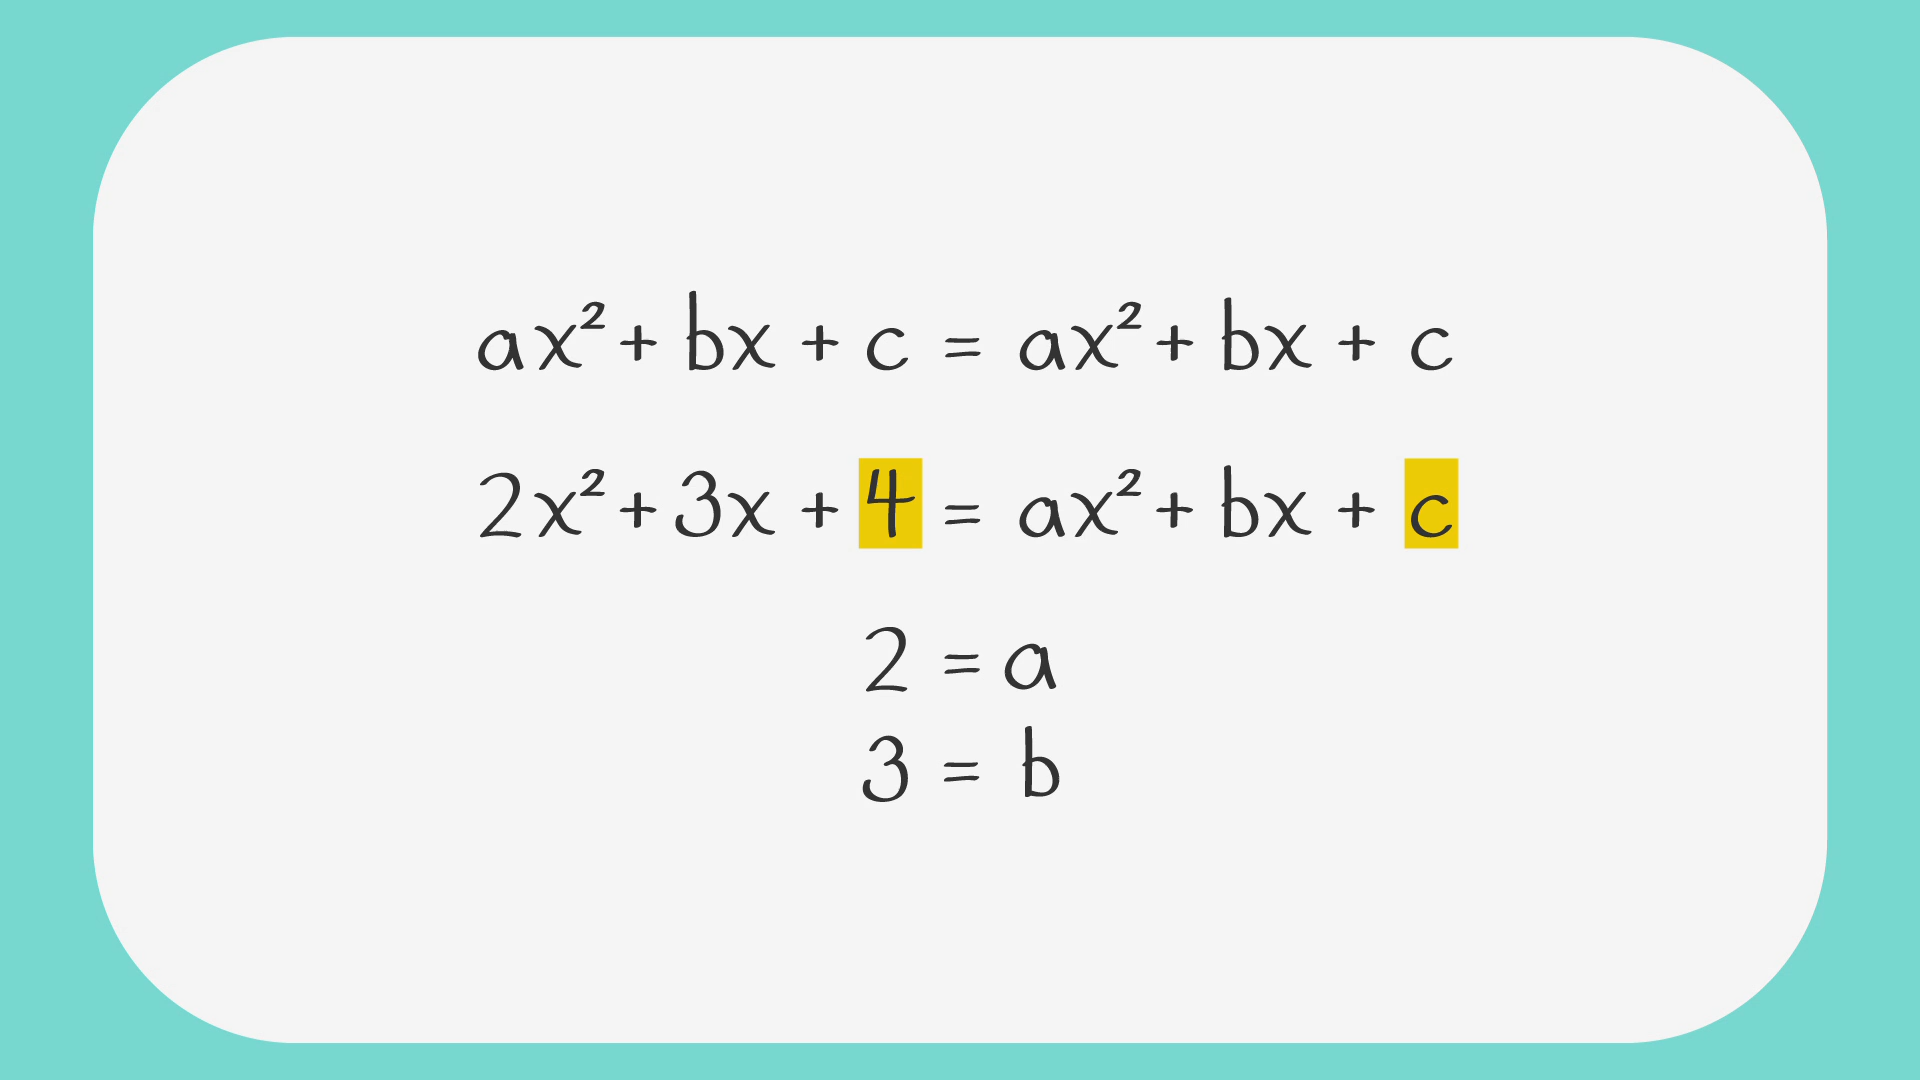 ax²+ bx + c = ax²+ bx + c
2x²+ 3x + 4 = ax²+ bx + c
2 = a
3 = b